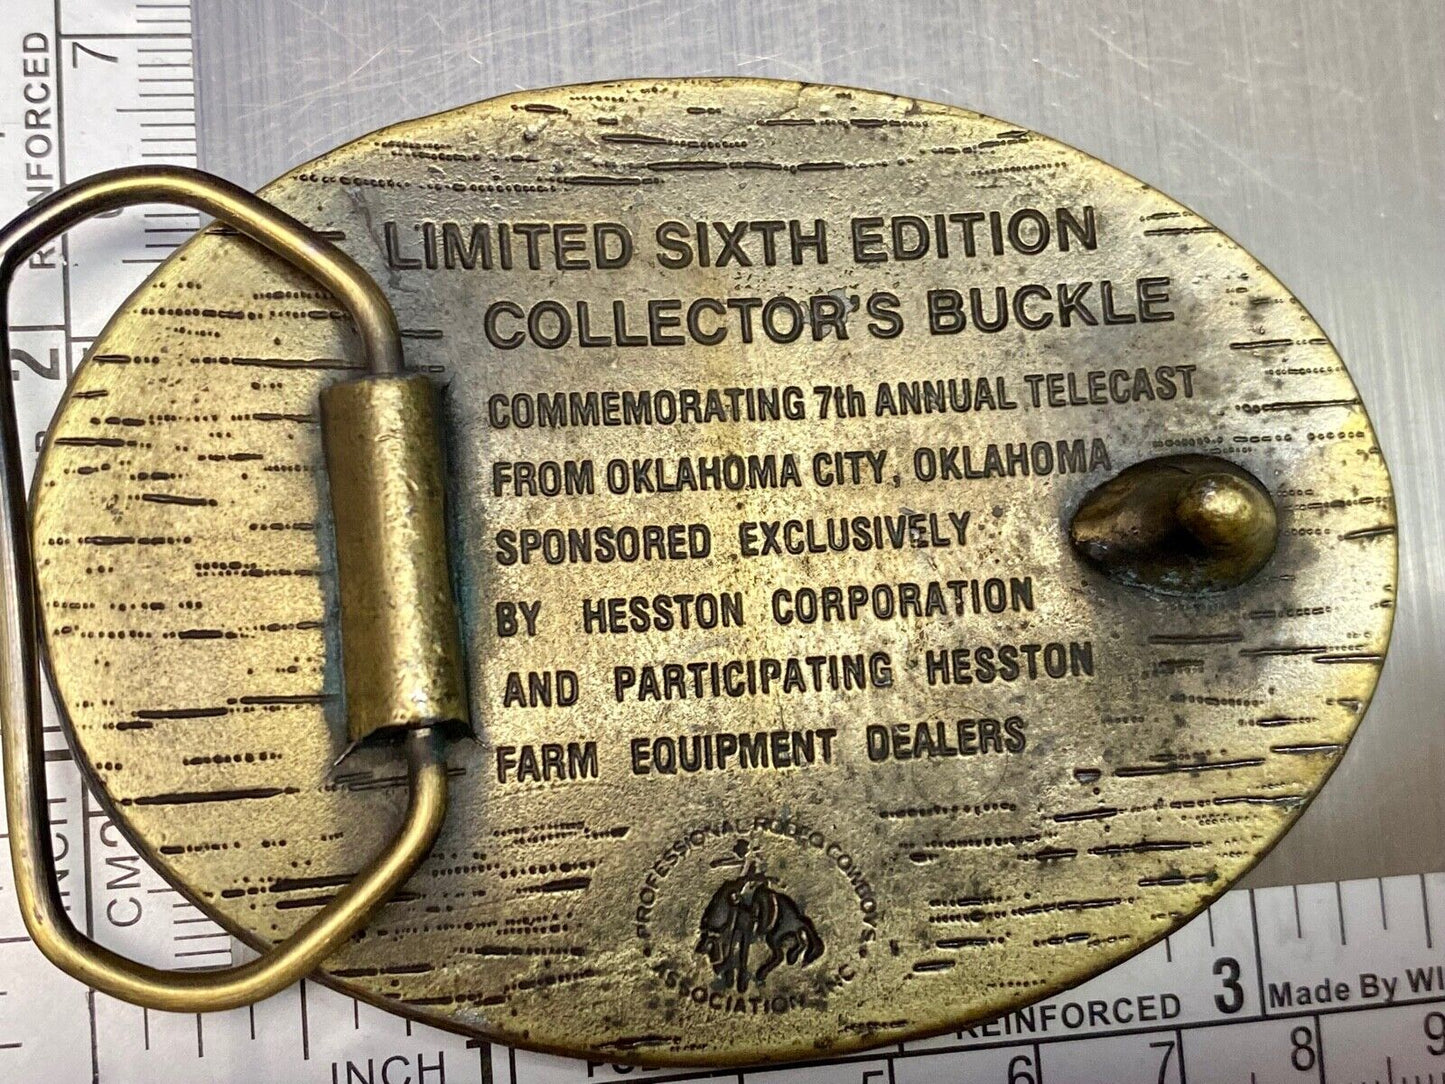 LIMITED SIXTH EDITION
COLLECTOR'S BUCKLE
COMMEMORATING 7th ANNUAL TELECAST
FROM OKLAHOMA CITY, OKLAHOMA
SPONSORED EXCLUSIVELY
BY HESSTON CORPORATION
AND PARTICIPATING HESSTON
FARM EQUIPMENT DEALERS
PROFESSIONAL RODEO COWBOYS
ASSOCIATION, INC
REINFORCED
7
2
INCH
CM
REINFORCED
3
Made By WI
INCH 1
6
7
8
9